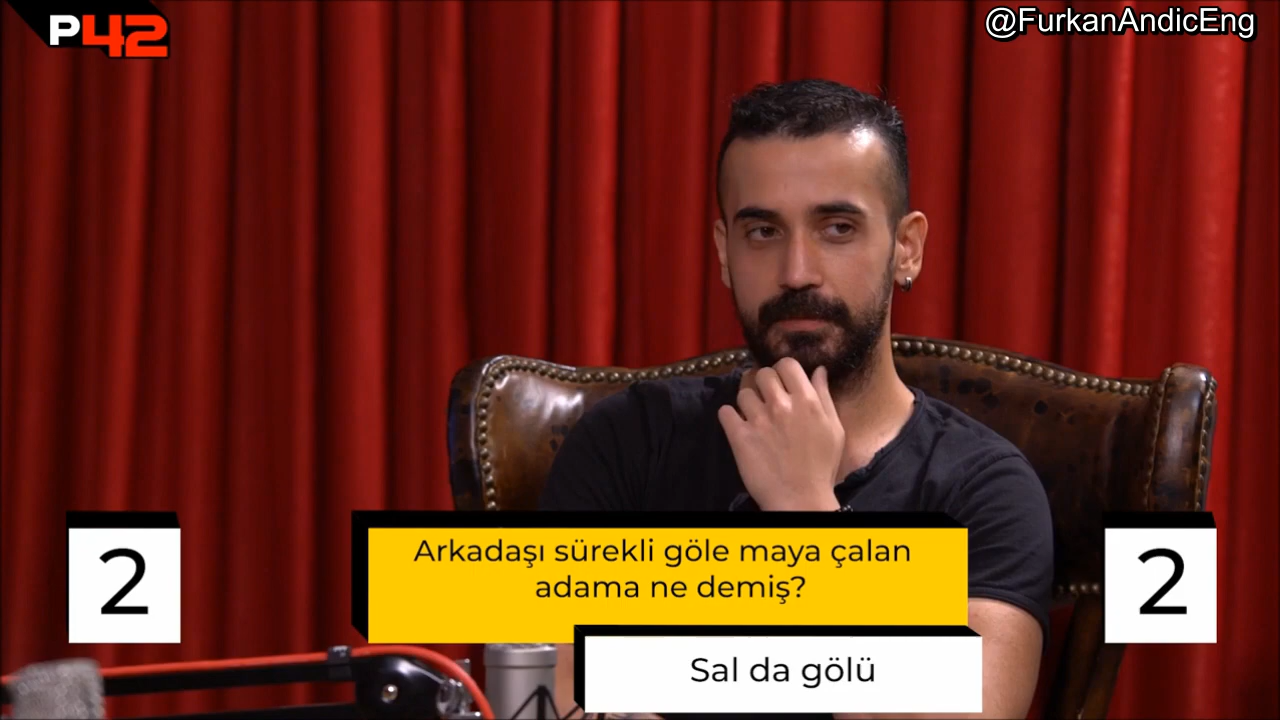 P42
@FurkanAndicEng
2
Arkadaşı sürekli göle maya çalan
adama ne demiş?
2
Sal da gölü